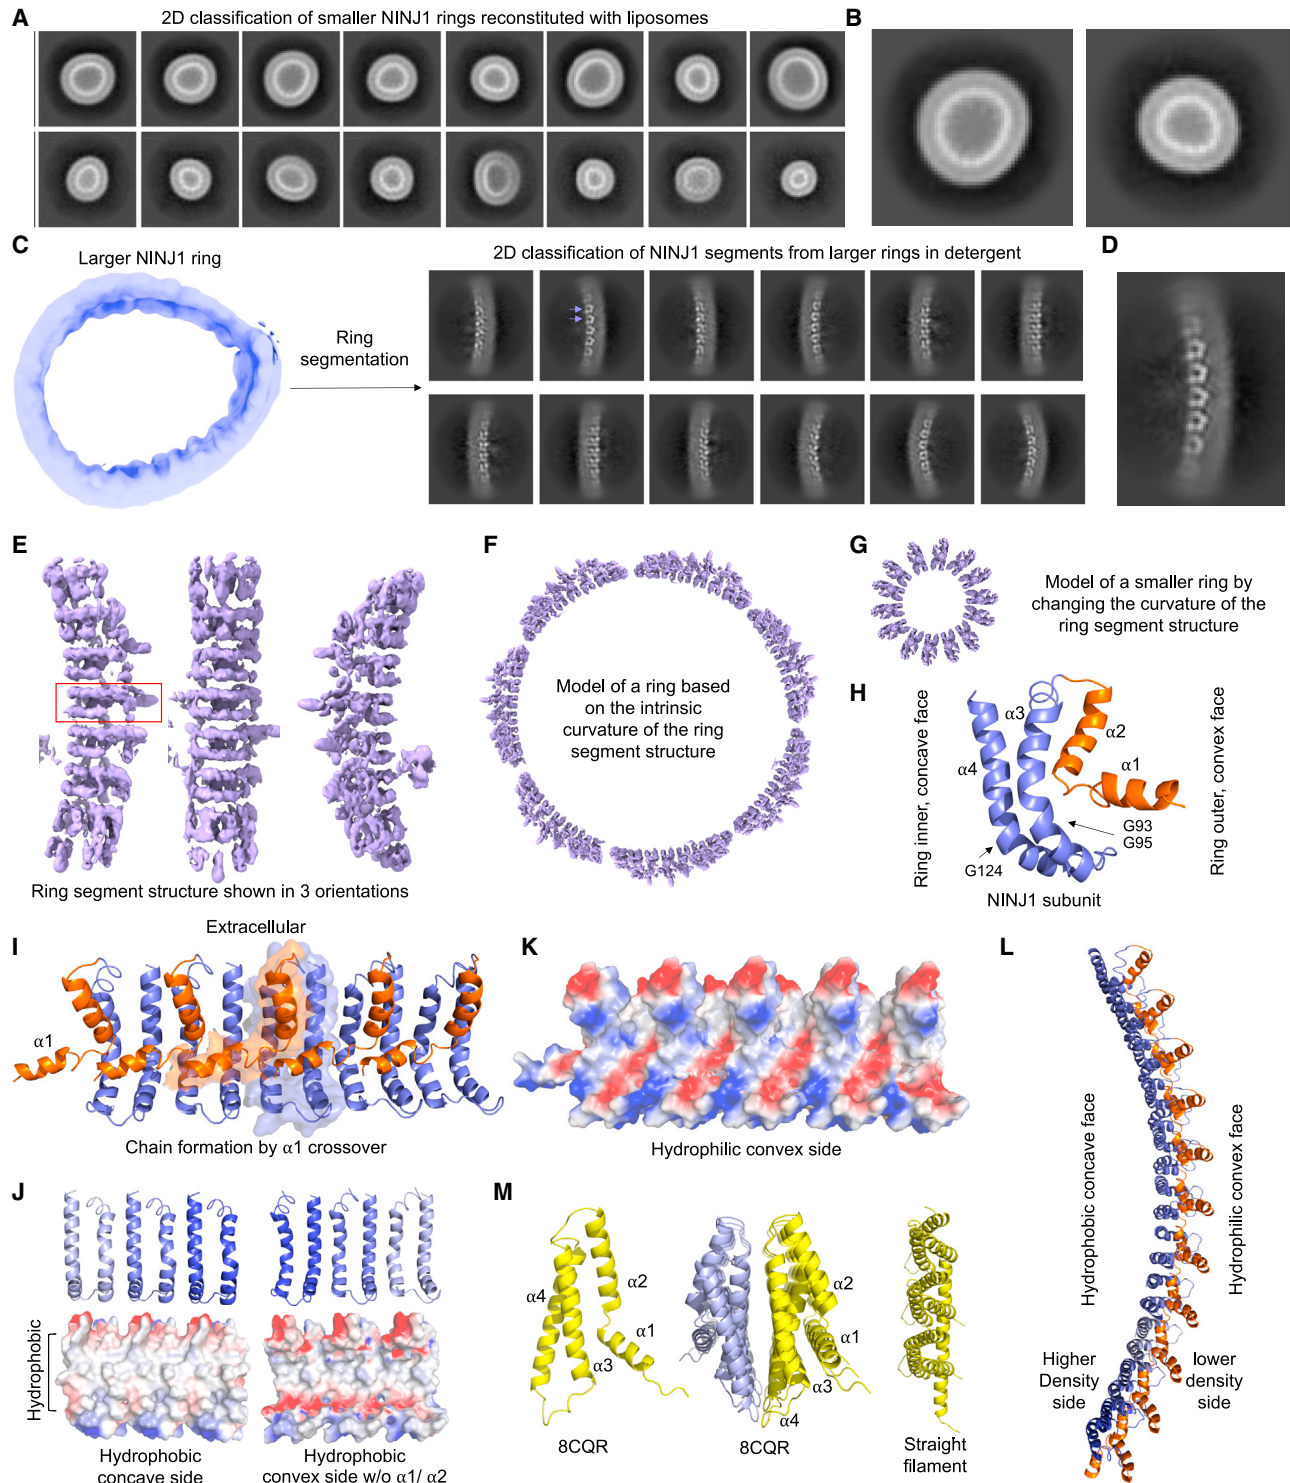 A
2D classification of smaller NINJ1 rings reconstituted with liposomes
B
C
Larger NINJ1 ring
Ring
segmentation
2D classification of NINJ1 segments from larger rings in detergent
D
E
Ring segment structure shown in 3 orientations
F
Model of a ring based
on the intrinsic
curvature of the ring
segment structure
G
Model of a smaller ring by
changing the curvature of the
ring segment structure
H
Ring inner, concave face
α4
α3
α2
α1
G93
G95
G124
NINJ1 subunit
Ring outer, convex face
I
Extracellular
α1
Chain formation by α1 crossover
J
Hydrophobic
Hydrophobic
concave side
Hydrophobic
convex side w/o α1/ α2
K
Hydrophilic convex side
L
Hydrophobic concave face
Hydrophilic convex face
Higher
Density
side
lower
density
side
M
α4
α2
α1
α3
8CQR
α2
α1
α3
α4
8CQR
Straight
filament